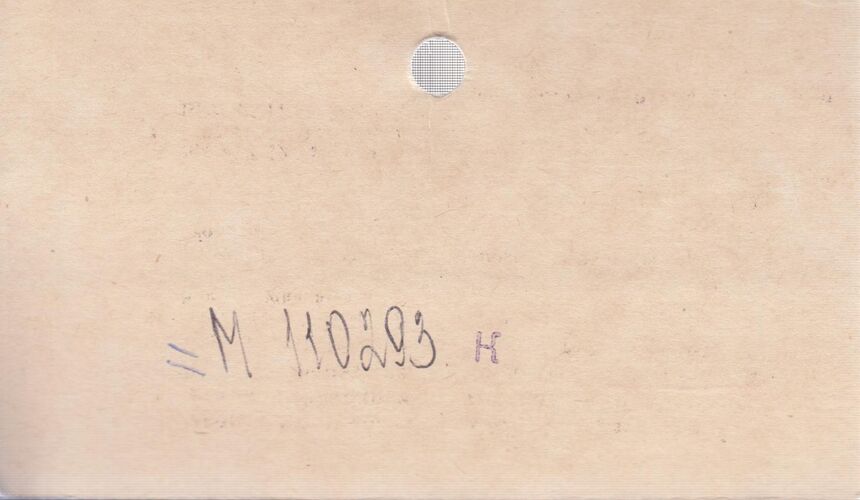 = М 110293 н